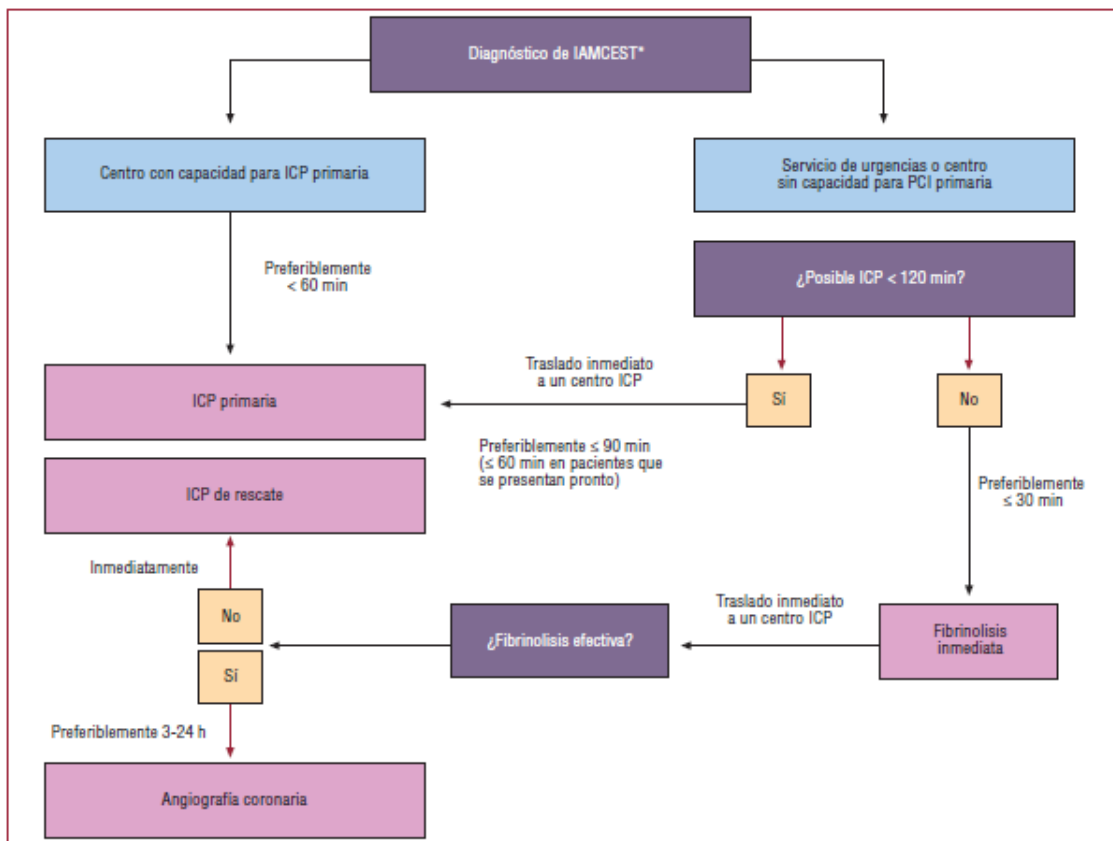 Diagnóstico de IAMCEST*
Centro con capacidad para ICP primaria
Servicio de urgencias o centro
sin capacidad para PCI primaria
Preferiblemente
< 60 min
¿Posible ICP < 120 min?
Traslado inmediato
a un centro ICP
Sí
No
ICP primaria
Preferiblemente ≤ 90 min
(≤ 60 min en pacientes que
se presentan pronto)
Preferiblemente
≤ 30 min
ICP de rescate
Inmediatamente
No
Sí
¿Fibrinolisis efectiva?
Traslado inmediato
a un centro ICP
Fibrinolisis
inmediata
Preferiblemente 3-24 h
Angiografía coronaria